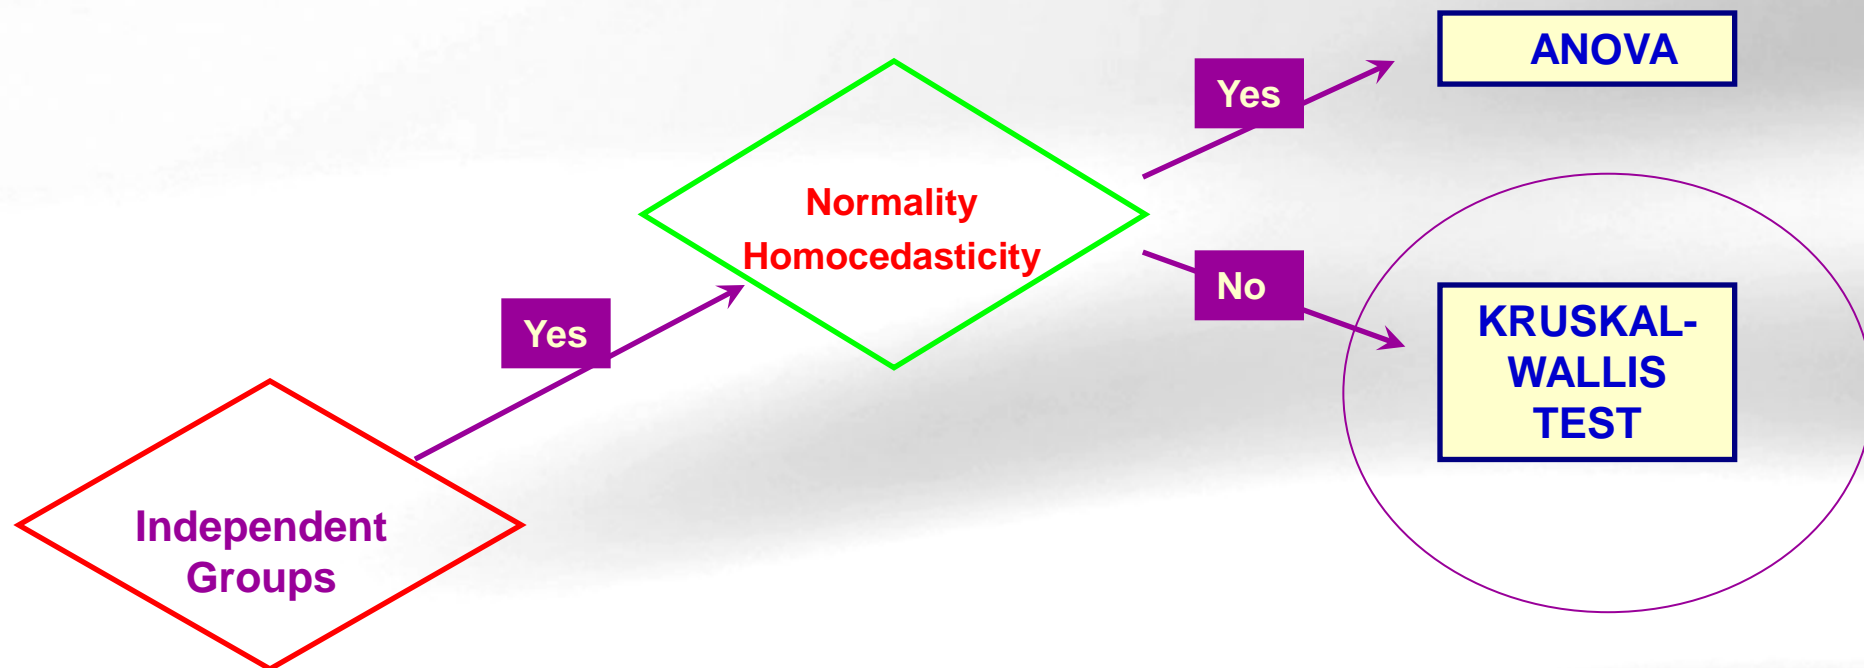 Independent
Groups
Yes
Normality
Homocedasticity
Yes
ANOVA
No
KRUSKAL-
WALLIS
TEST